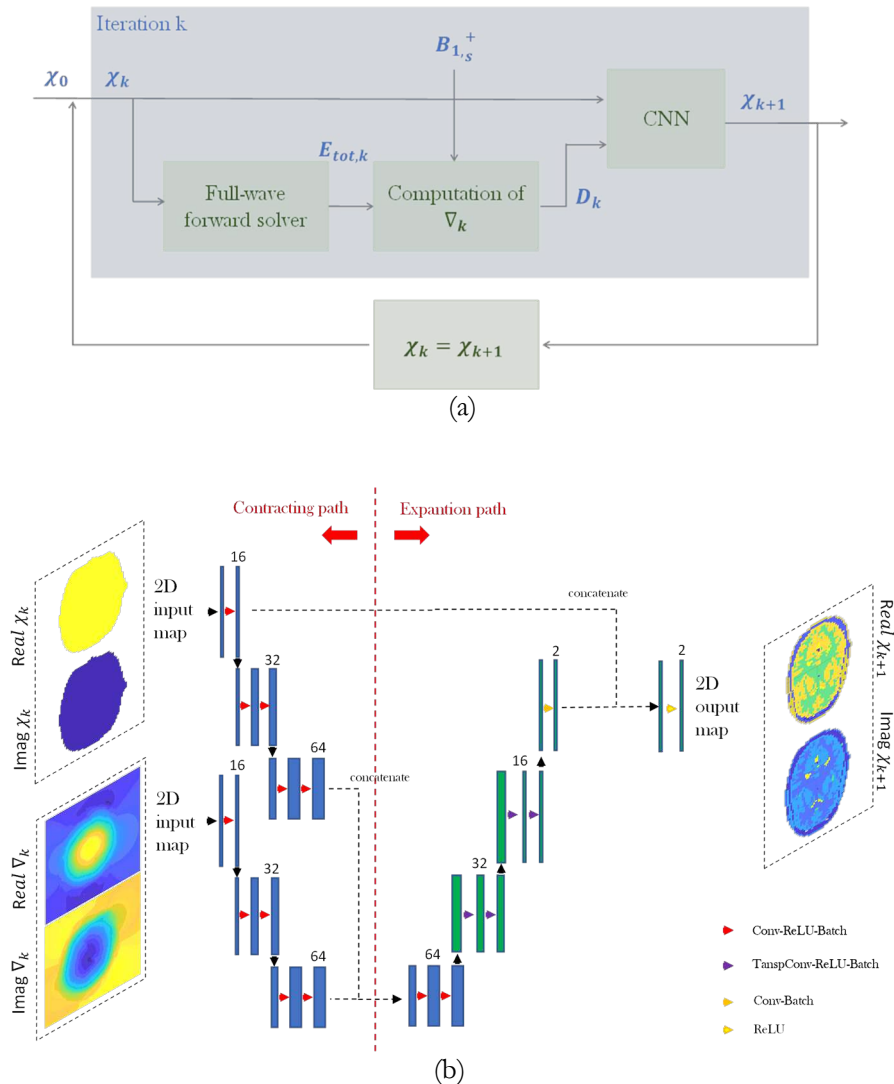 Iteration k
B₁,ₛ⁺
χ₀
χₖ
χₖ₊₁
CNN
Eₜₒₜ,ₖ
Full-wave
forward solver
Computation of
∇ₖ
Dₖ
χₖ = χₖ₊₁
(a)
Contracting path
Expantion path
16
Real χₖ
Imag χₖ
2D
input
map
concatenate
32
2
2
64
concatenate
2D
ouput
map
Real χₖ₊₁
Imag χₖ₊₁
16
16
Real ∇ₖ
Imag ∇ₖ
2D
input
map
32
32
64
64
Conv-ReLU-Batch
TanspConv-ReLU-Batch
Conv-Batch
ReLU
(b)